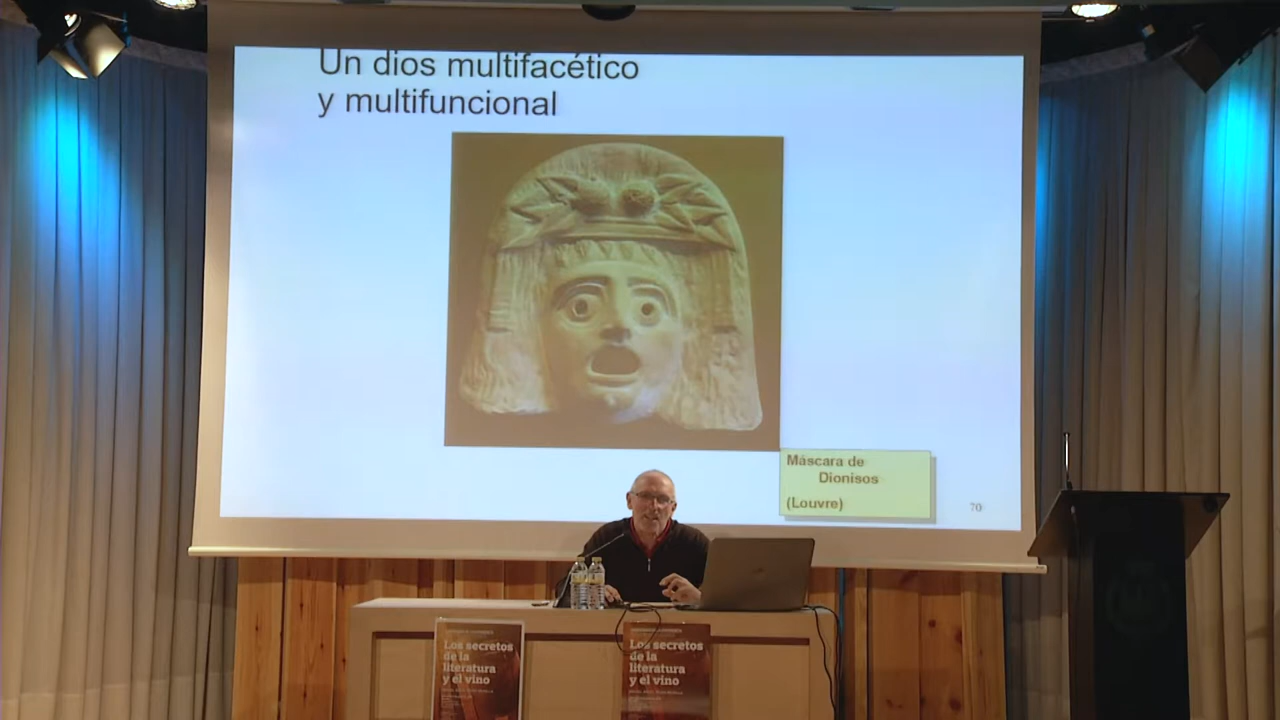 Un dios multifacético
y multifuncional
Máscara de
Dionisos
(Louvre)
70
Los secretos
de la
literatura
y el vino
Los secretos
de la
literatura
y el vino